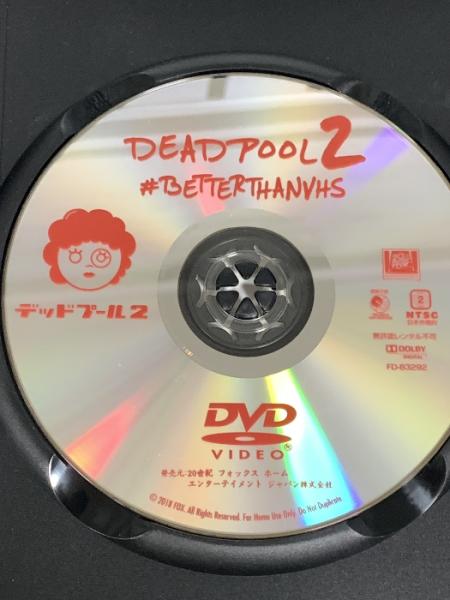 DEADPOOL 2
#BETTERTHANVHS
デッドプール2
2
NTSC
日本市場向
無許諾レンタル不可
DOLBY
DIGITAL
FD-83292
DVD
VIDEO
発売元:20世紀 フォックス ホーム
エンターテイメント ジャパン株式会社
© 2018 FOX. All Rights Reserved. For Home Use Only. Do Not Duplicate